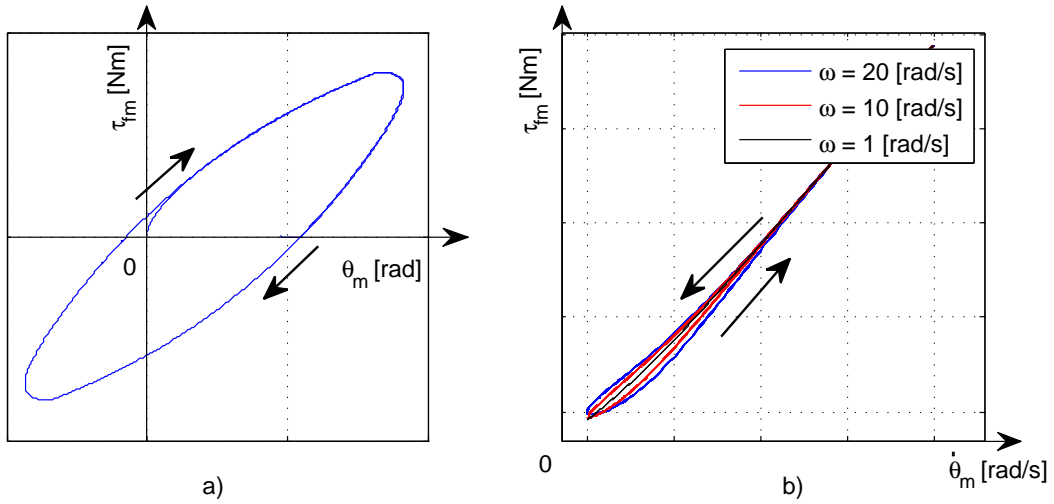 τfm [Nm]
0
θm [rad]
a)
τfm [Nm]
ω = 20 [rad/s]
ω = 10 [rad/s]
ω = 1 [rad/s]
0
θ̇m [rad/s]
b)